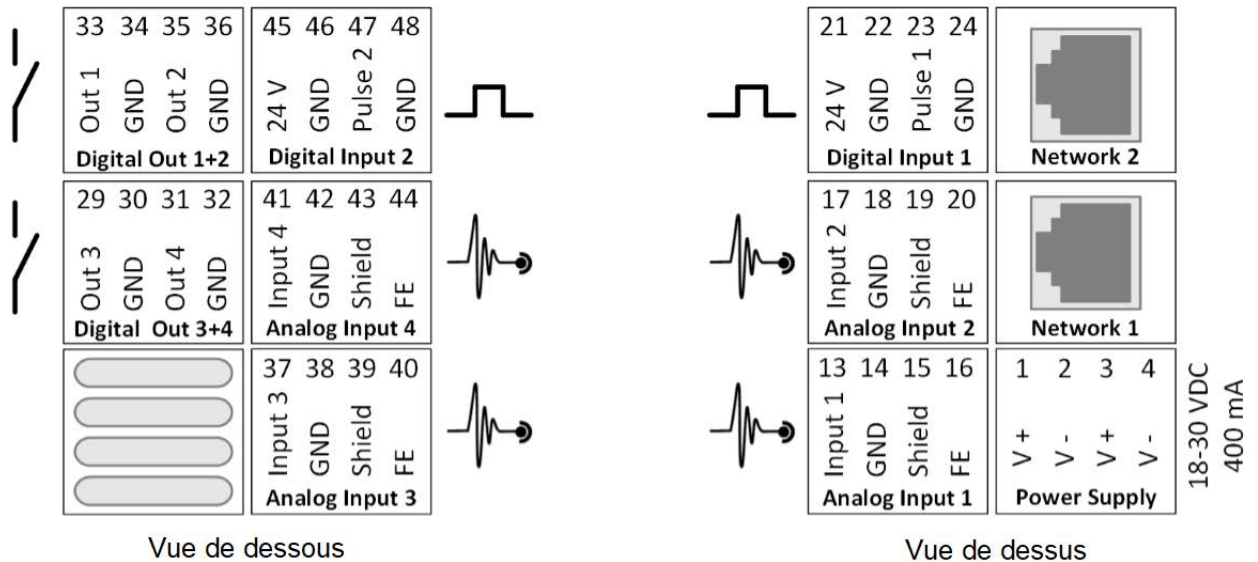 33 34 35 36
Out 1 GND Out 2 GND
Digital Out 1+2
45 46 47 48
24 V GND Pulse 2 GND
Digital Input 2
29 30 31 32
Out 3 GND Out 4 GND
Digital Out 3+4
41 42 43 44
Input 4 GND Shield FE
Analog Input 4
37 38 39 40
Input 3 GND Shield FE
Analog Input 3
Vue de dessous
21 22 23 24
24 V GND Pulse 1 GND
Digital Input 1
Network 2
17 18 19 20
Input 2 GND Shield FE
Analog Input 2
Network 1
13 14 15 16
Input 1 GND Shield FE
Analog Input 1
1 2 3 4
V + V - V + V -
Power Supply
18-30 VDC
400 mA
Vue de dessus